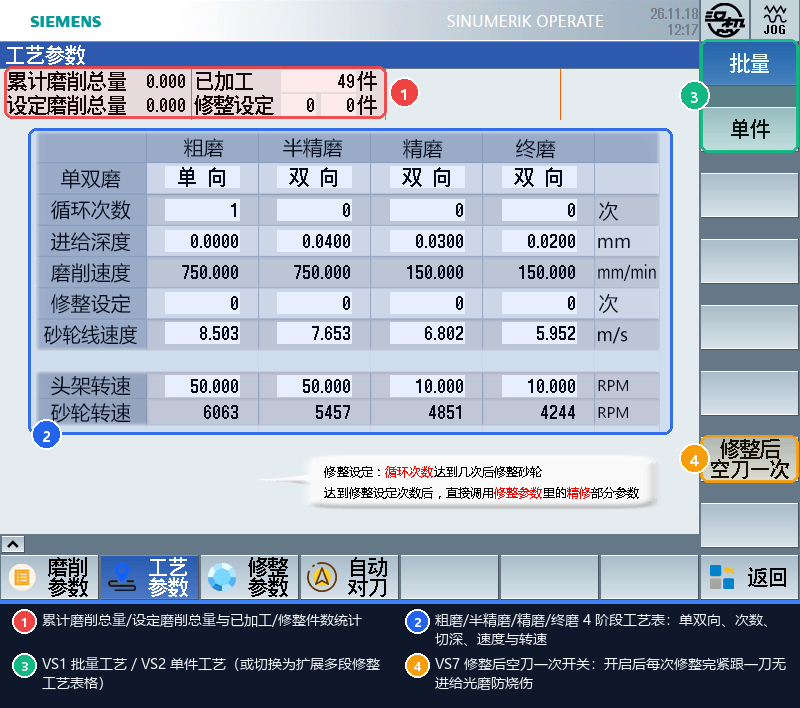 SIEMENS
SINUMERIK OPERATE
26.11.18
12:17
没机
JOG
工艺参数
累计磨削总量 0.000 已加工 49件
设定磨削总量 0.000 修整设定 0 0件
1
批量
3
单件
粗磨 半精磨 精磨 终磨
单双磨 单 向 双 向 双 向 双 向
循环次数 1 0 0 0 次
进给深度 0.0000 0.0400 0.0300 0.0200 mm
磨削速度 750.000 750.000 150.000 150.000 mm/min
修整设定 0 0 0 0 次
砂轮线速度 8.503 7.653 6.802 5.952 m/s
头架转速 50.000 50.000 10.000 10.000 RPM
砂轮转速 6063 5457 4851 4244 RPM
2
修整后
空刀一次
4
修整设定：循环次数达到几次后修整砂轮
达到修整设定次数后，直接调用修整参数里的精修部分参数
磨削参数
工艺参数
修整参数
自动对刀
返回
1 累计磨削总量/设定磨削总量与已加工/修整件数统计
2 粗磨/半精磨/精磨/终磨 4 阶段工艺表：单双向、次数、
切深、速度与转速
3 VS1 批量工艺 / VS2 单件工艺（或切换为扩展多段修整
工艺表格）
4 VS7 修整后空刀一次开关：开启后每次修整完紧跟一刀无
进给光磨防烧伤